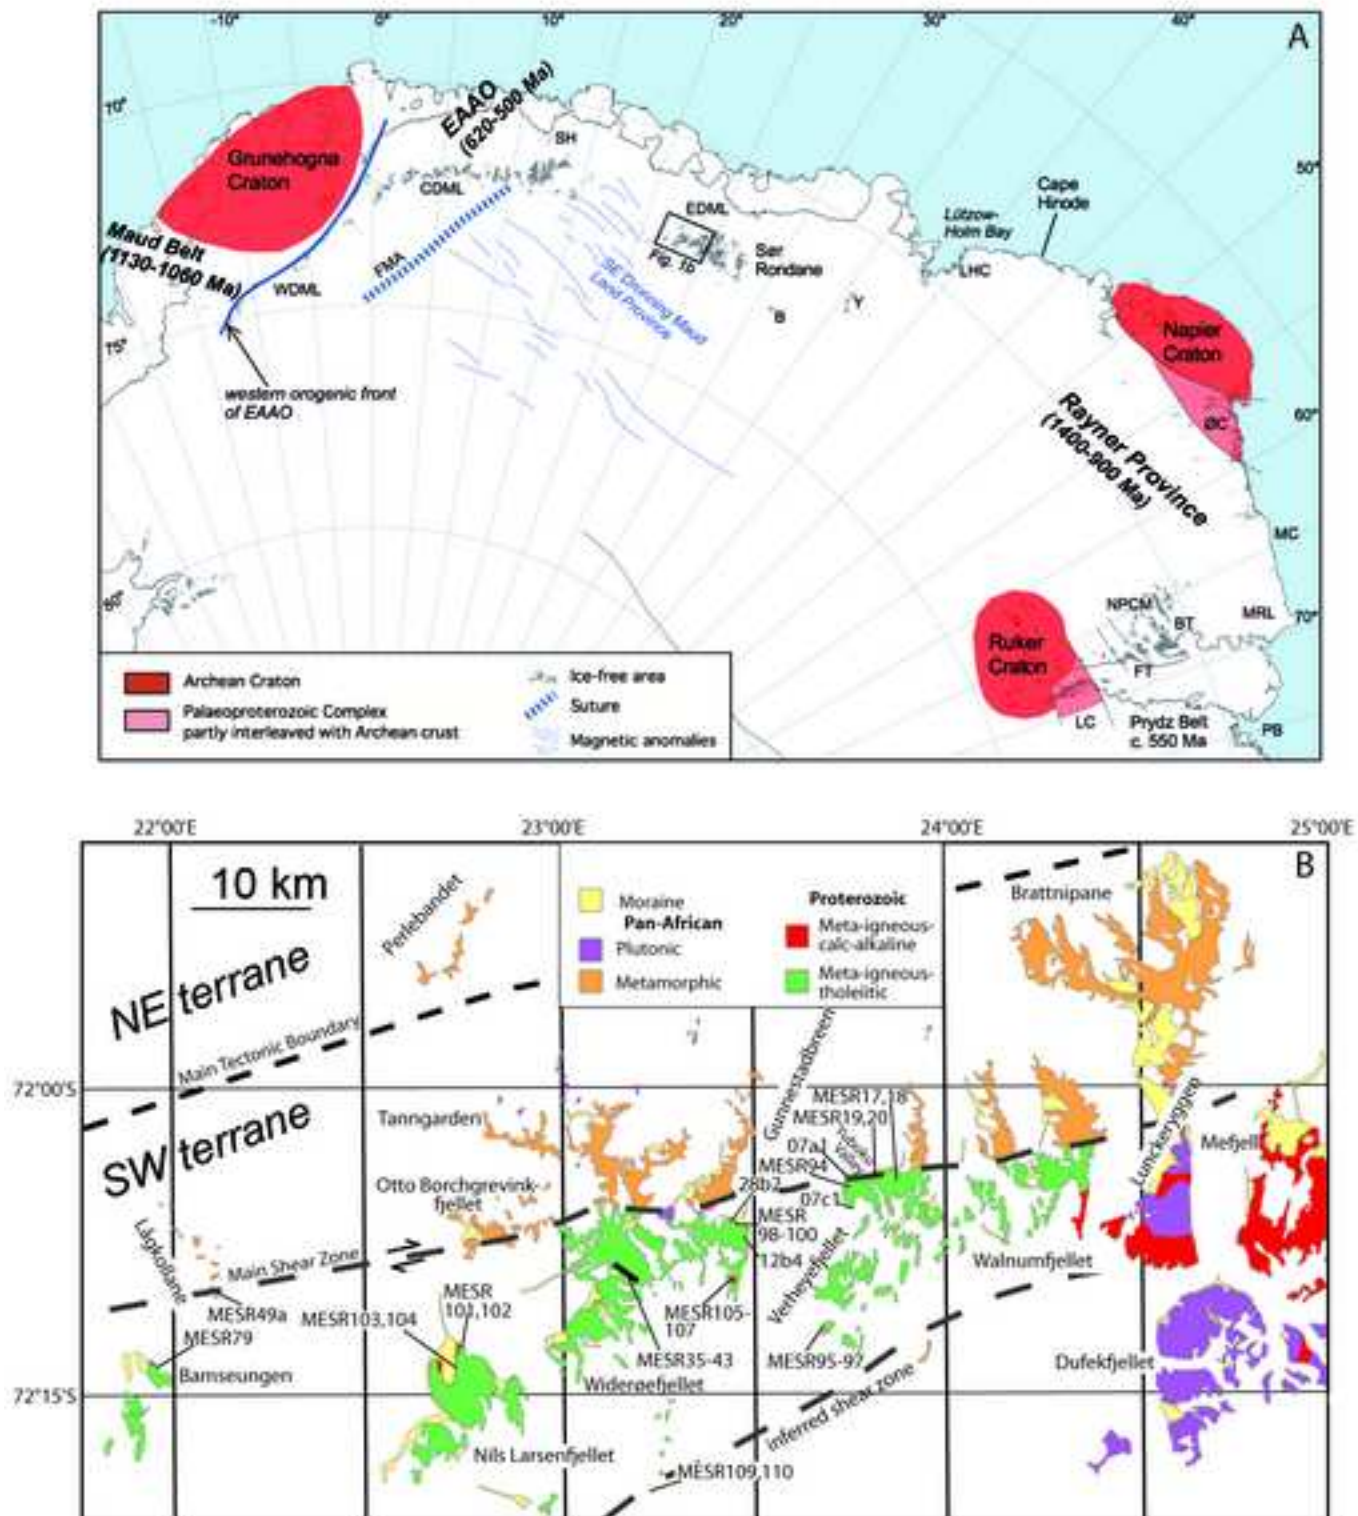 -10°
0°
10°
20°
30°
40°
A
70°
EAAO
(620-500 Ma)
SH
Grunehogna
Craton
CDML
50°
Cape
Hinode
Lützow-
Holm Bay
EDML
Maud Belt
(1130-1060 Ma)
FMA
Fig. 1b
Sør
Rondane
LHC
WDML
SE Dronning Maud
Land Province
B
Y
Napier
Craton
75°
western orogenic front
of EAAO
ØC
60°
Rayner Province
(1400-900 Ma)
MC
80°
NPCM
BT
MRL
70°
Ruker
Craton
FT
LC
Prydz Belt
c. 550 Ma
PB
Archean Craton
Palaeoproterozoic Complex
partly interleaved with Archean crust
Ice-free area
Suture
Magnetic anomalies
22°00'E
23°00'E
24°00'E
25°00'E
B
10 km
Perlebandet
Moraine
Pan-African
Plutonic
Metamorphic
Proterozoic
Meta-igneous-
calc-alkaline
Meta-igneous-
tholeiitic
Brattnipane
NE terrane
Main Tectonic Boundary
72°00'S
Gunnestadbreen
MESR17,18
MESR19,20
Tanngarden
SW terrane
07a1
MESR94
28b2
07c1
Lunckeryggen
Mefjell
Otto Borchgrevink-
fjellet
MESR
98-100
12b4
Lågkollane
Main Shear Zone
Verheyefjellet
Walnumfjellet
MESR49a
MESR103,104
MESR
101,102
MESR105-
107
MESR79
MESR35-43
MESR95-97
Dufekfjellet
Bamseungen
Widerøefjellet
72°15'S
inferred shear zone
Nils Larsenfjellet
MESR109,110